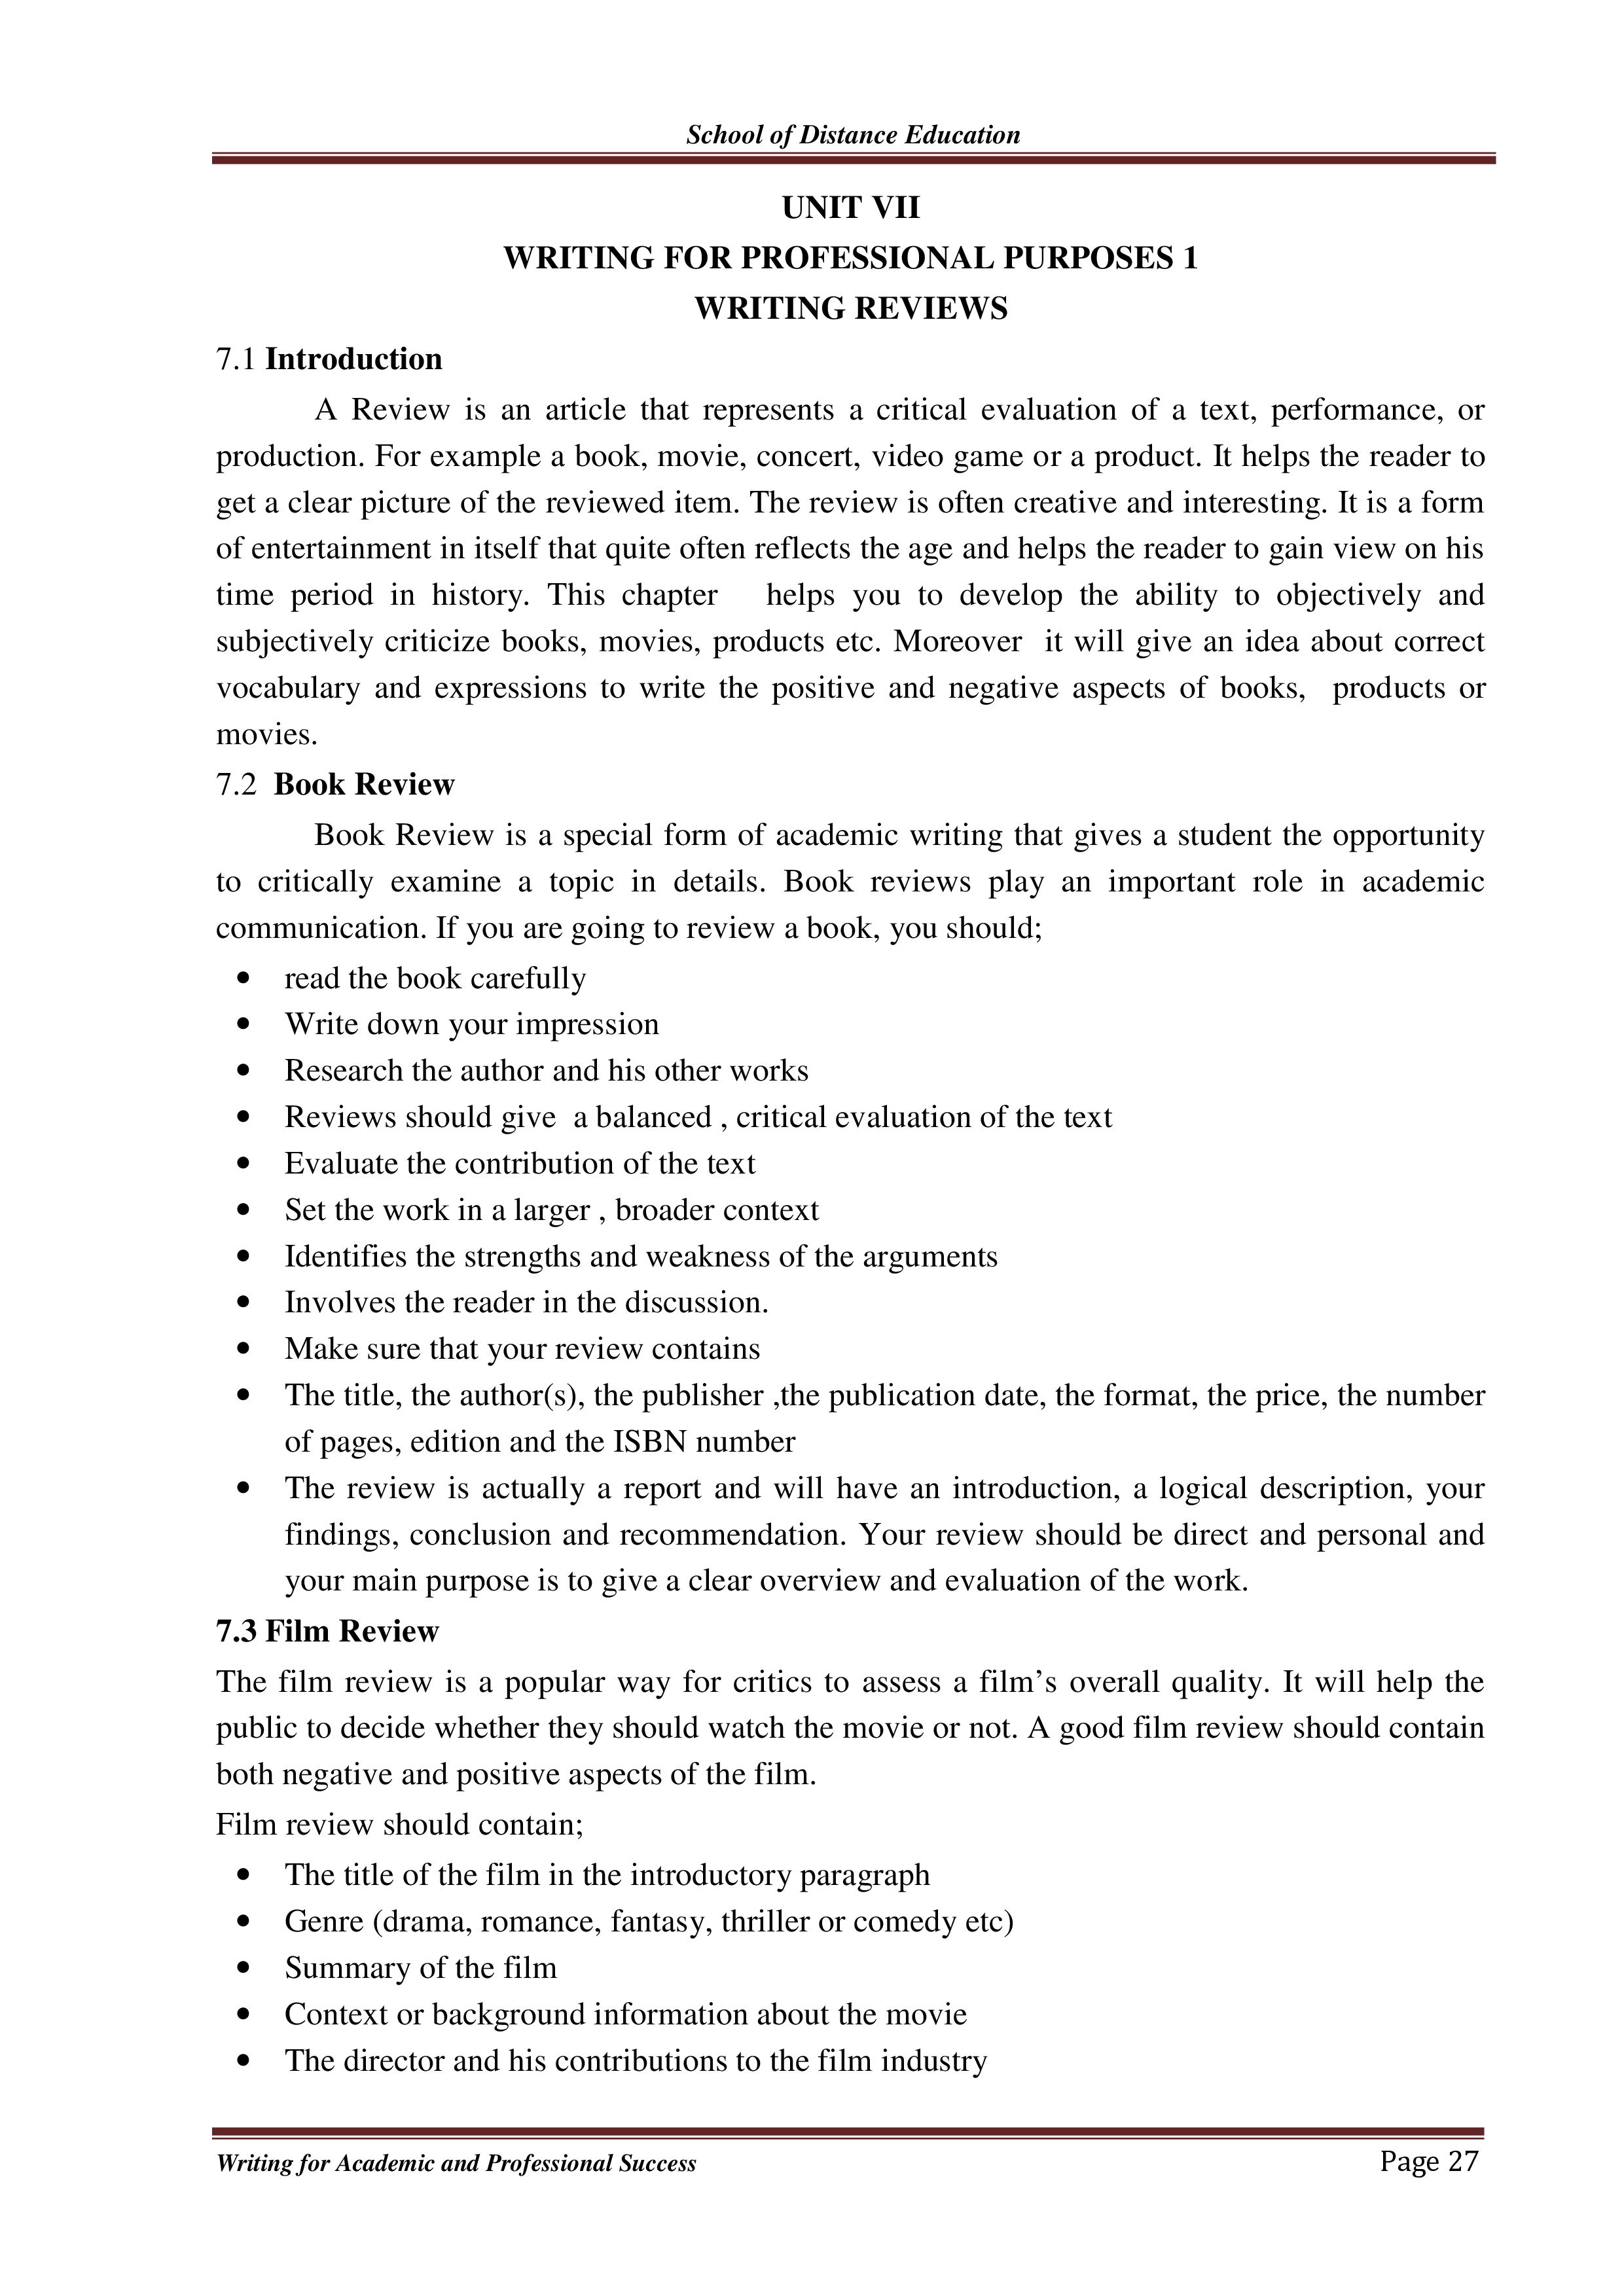 School of Distance Education
UNIT VII
WRITING FOR PROFESSIONAL PURPOSES 1
WRITING REVIEWS
7.1 Introduction
A Review is an article that represents a critical evaluation of a text, performance, or
production. For example a book, movie, concert, video game or a product. It helps the reader to
get a clear picture of the reviewed item. The review is often creative and interesting. It is a form
of entertainment in itself that quite often reflects the age and helps the reader to gain view on his
time period in history. This chapter helps you to develop the ability to objectively and
subjectively criticize books, movies, products etc. Moreover it will give an idea about correct
vocabulary and expressions to write the positive and negative aspects of books, products or
movies.
7.2 Book Review
Book Review is a special form of academic writing that gives a student the opportunity
to critically examine a topic in details. Book reviews play an important role in academic
communication. If you are going to review a book, you should;
• read the book carefully
• Write down your impression
• Research the author and his other works
• Reviews should give a balanced , critical evaluation of the text
• Evaluate the contribution of the text
• Set the work in a larger , broader context
• Identifies the strengths and weakness of the arguments
• Involves the reader in the discussion.
• Make sure that your review contains
• The title, the author(s), the publisher ,the publication date, the format, the price, the number
of pages, edition and the ISBN number
• The review is actually a report and will have an introduction, a logical description, your
findings, conclusion and recommendation. Your review should be direct and personal and
your main purpose is to give a clear overview and evaluation of the work.
7.3 Film Review
The film review is a popular way for critics to assess a film’s overall quality. It will help the
public to decide whether they should watch the movie or not. A good film review should contain
both negative and positive aspects of the film.
Film review should contain;
• The title of the film in the introductory paragraph
• Genre (drama, romance, fantasy, thriller or comedy etc)
• Summary of the film
• Context or background information about the movie
• The director and his contributions to the film industry
Writing for Academic and Professional Success Page 27